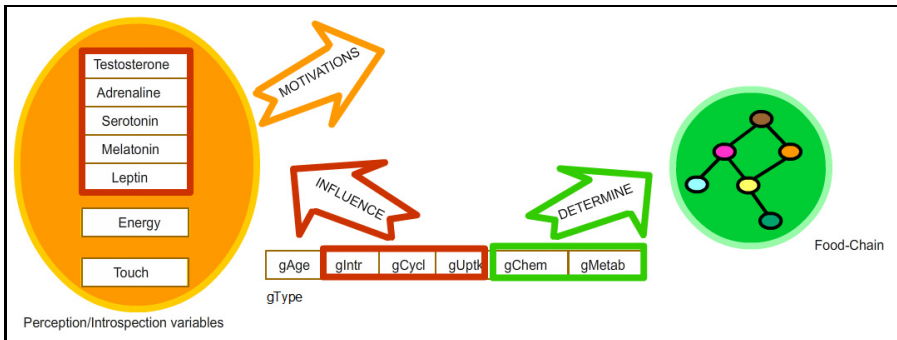 Testosterone
Adrenaline
Serotonin
Melatonin
Leptin
Energy
Touch
Perception/Introspection variables
MOTIVATIONS
INFLUENCE
DETERMINE
gAge gIntr gCycl gUptk gChem gMetab
gType
Food-Chain